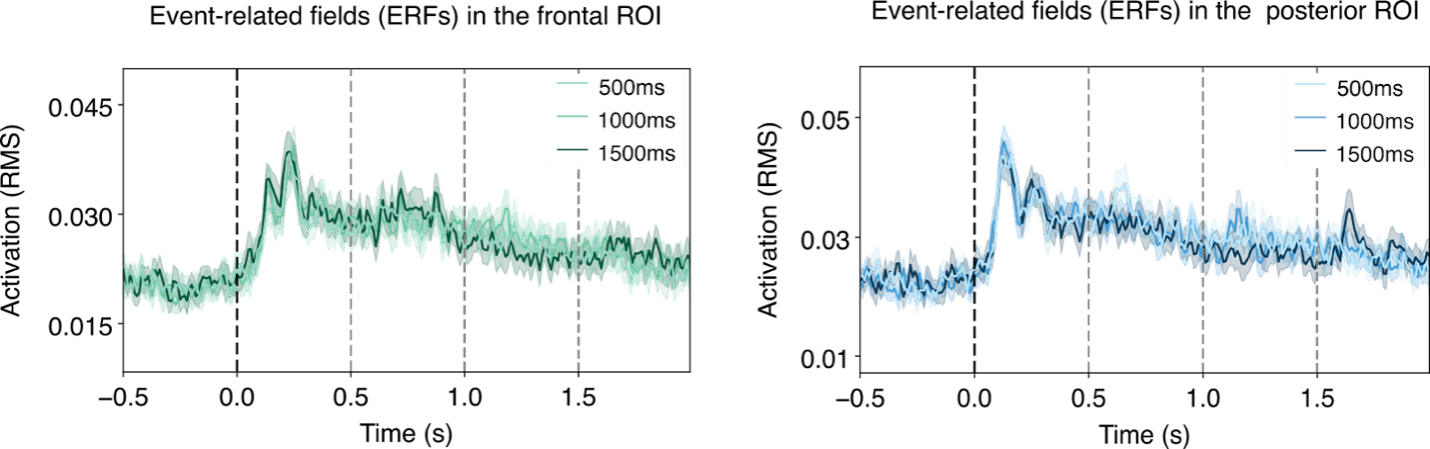 Event-related fields (ERFs) in the frontal ROI
Activation (RMS)
0.045
0.030
0.015
500ms
1000ms
1500ms
−0.5
0.0
0.5
1.0
1.5
Time (s)
Event-related fields (ERFs) in the  posterior ROI
Activation (RMS)
0.05
0.03
0.01
500ms
1000ms
1500ms
−0.5
0.0
0.5
1.0
1.5
Time (s)